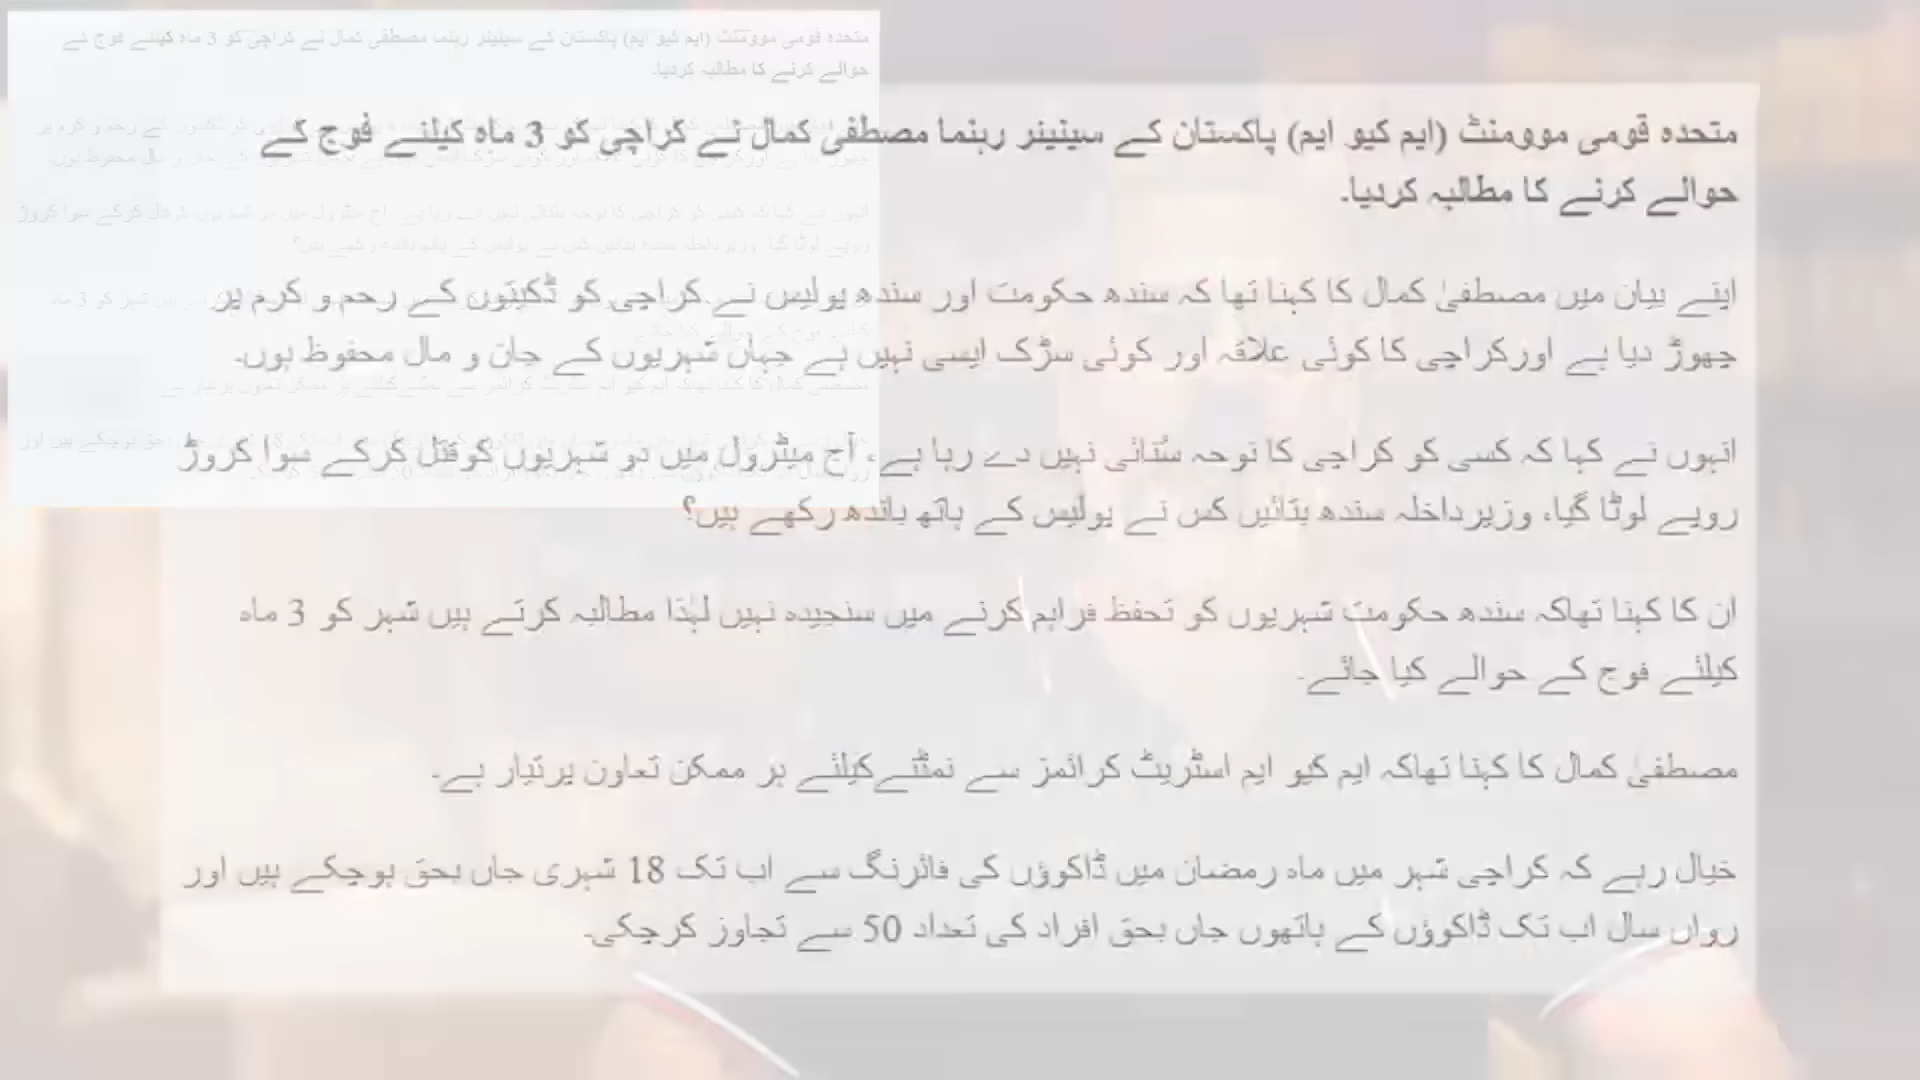 متحدہ قومی موومنٹ (ایم کیو ایم) پاکستان کے سینیئر رہنما مصطفیٰ کمال نے کراچی کو 3 ماہ کیلئے فوج کے
حوالے کرنے کا مطالبہ کردیا۔
اپنے بیان میں مصطفیٰ کمال کا کہنا تھا کہ سندھ حکومت اور سندھ پولیس نے کراچی کو ڈکیتوں کے رحم و کرم پر
چھوڑ دیا ہے اورکراچی کا کوئی علاقہ اور کوئی سڑک ایسی نہیں ہے جہاں شہریوں کے جان و مال محفوظ ہوں۔
انہوں نے کہا کہ کسی کو کراچی کا نوحہ سُنائی نہیں دے رہا ہے، آج میٹرول میں دو شہریوں کوقتل کرکے سوا کروڑ
روپے لوٹا گیا، وزیرداخلہ سندھ بتائیں کس نے پولیس کے ہاتھ باندھ رکھے ہیں؟
ان کا کہنا تھاکہ سندھ حکومت شہریوں کو تحفظ فراہم کرنے میں سنجیدہ نہیں لہٰذا مطالبہ کرتے ہیں شہر کو 3 ماہ
کیلئے فوج کے حوالے کیا جائے۔
مصطفیٰ کمال کا کہنا تھاکہ ایم کیو ایم اسٹریٹ کرائمز سے نمٹنےکیلئے ہر ممکن تعاون پرتیار ہے۔
خیال رہے کہ کراچی شہر میں ماہ رمضان میں ڈاکوؤں کی فائرنگ سے اب تک 18 شہری جاں بحق ہوچکے ہیں اور
رواں سال اب تک ڈاکوؤں کے ہاتھوں جاں بحق افراد کی تعداد 50 سے تجاوز کرچکی۔